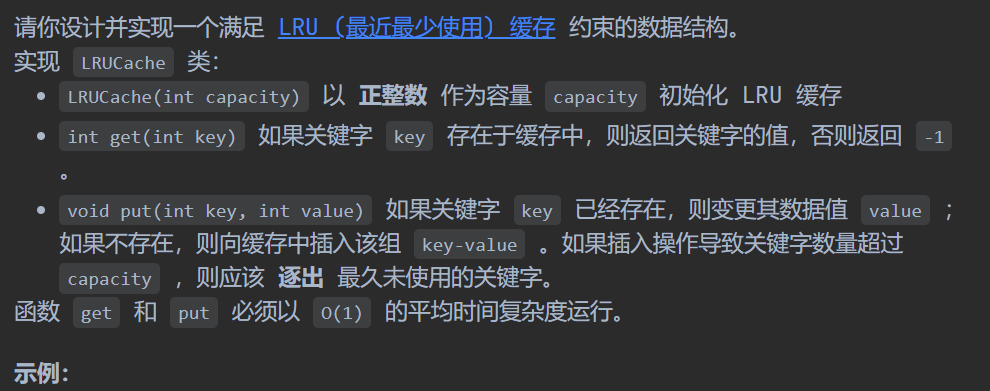 请你设计并实现一个满足 LRU (最近最少使用) 缓存 约束的数据结构。
实现 LRUCache 类：
• LRUCache(int capacity) 以 正整数 作为容量 capacity 初始化 LRU 缓存
• int get(int key) 如果关键字 key 存在于缓存中，则返回关键字的值，否则返回 -1
。
• void put(int key, int value) 如果关键字 key 已经存在，则变更其数据值 value ；
如果不存在，则向缓存中插入该组 key-value 。如果插入操作导致关键字数量超过
capacity ，则应该 逐出 最久未使用的关键字。
函数 get 和 put 必须以 O(1) 的平均时间复杂度运行。
示例：